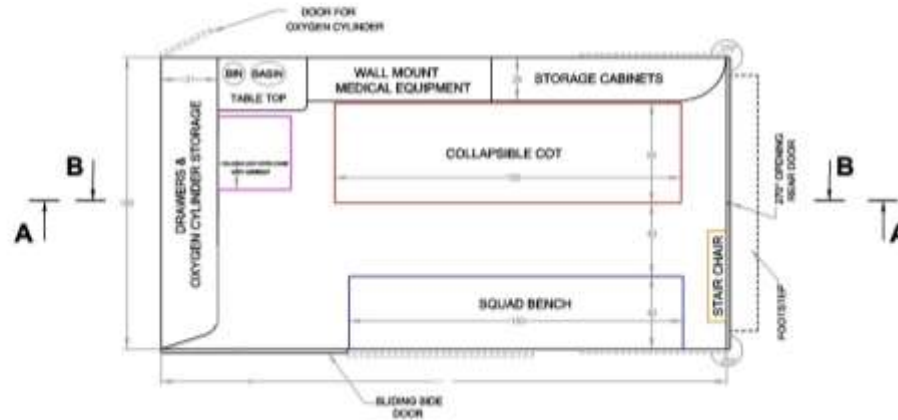 DOOR FOR
OXYGEN CYLINDER
BIN
BASIN
TABLE TOP
WALL MOUNT
MEDICAL EQUIPMENT
STORAGE CABINETS
B
B
A
A
DRAWERS &
OXYGEN CYLINDER STORAGE
COLLAPSIBLE COT
270° OPENING
REAR DOOR
STAIR CHAIR
FOOTSTEP
SQUAD BENCH
SLIDING SIDE
DOOR